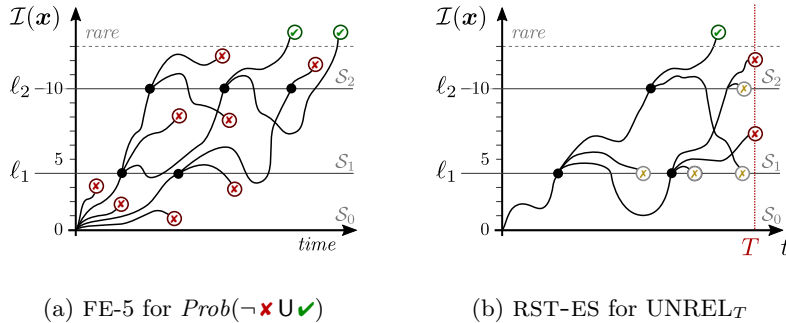 𝓘(𝒙)
rare
ℓ₂ 10 𝒮₂
5
ℓ₁ 𝒮₁
0 𝒮₀
time
(a) FE-5 for Prob(¬ ✘ U ✔)
𝓘(𝒙)
rare
ℓ₂ 10 𝒮₂
5
ℓ₁ 𝒮₁
0 𝒮₀
T t
(b) RST-ES for UNREL_T